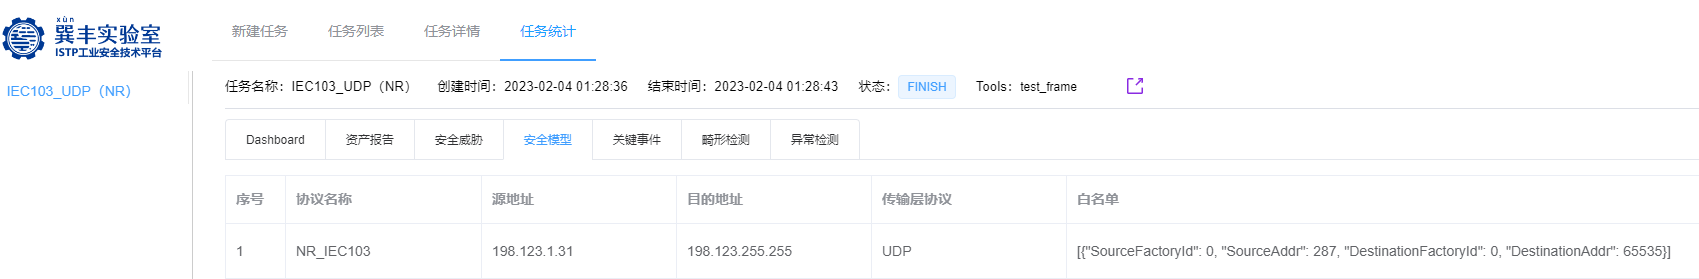 xùn
巽丰实验室
ISTP工业安全技术平台
新建任务 任务列表 任务详情 任务统计
IEC103_UDP（NR）
任务名称：IEC103_UDP（NR） 创建时间：2023-02-04 01:28:36 结束时间：2023-02-04 01:28:43 状态： FINISH Tools：test_frame
Dashboard 资产报告 安全威胁 安全模型 关键事件 畸形检测 异常检测
序号 协议名称 源地址 目的地址 传输层协议 白名单
1 NR_IEC103 198.123.1.31 198.123.255.255 UDP [{"SourceFactoryId": 0, "SourceAddr": 287, "DestinationFactoryId": 0, "DestinationAddr": 65535}]